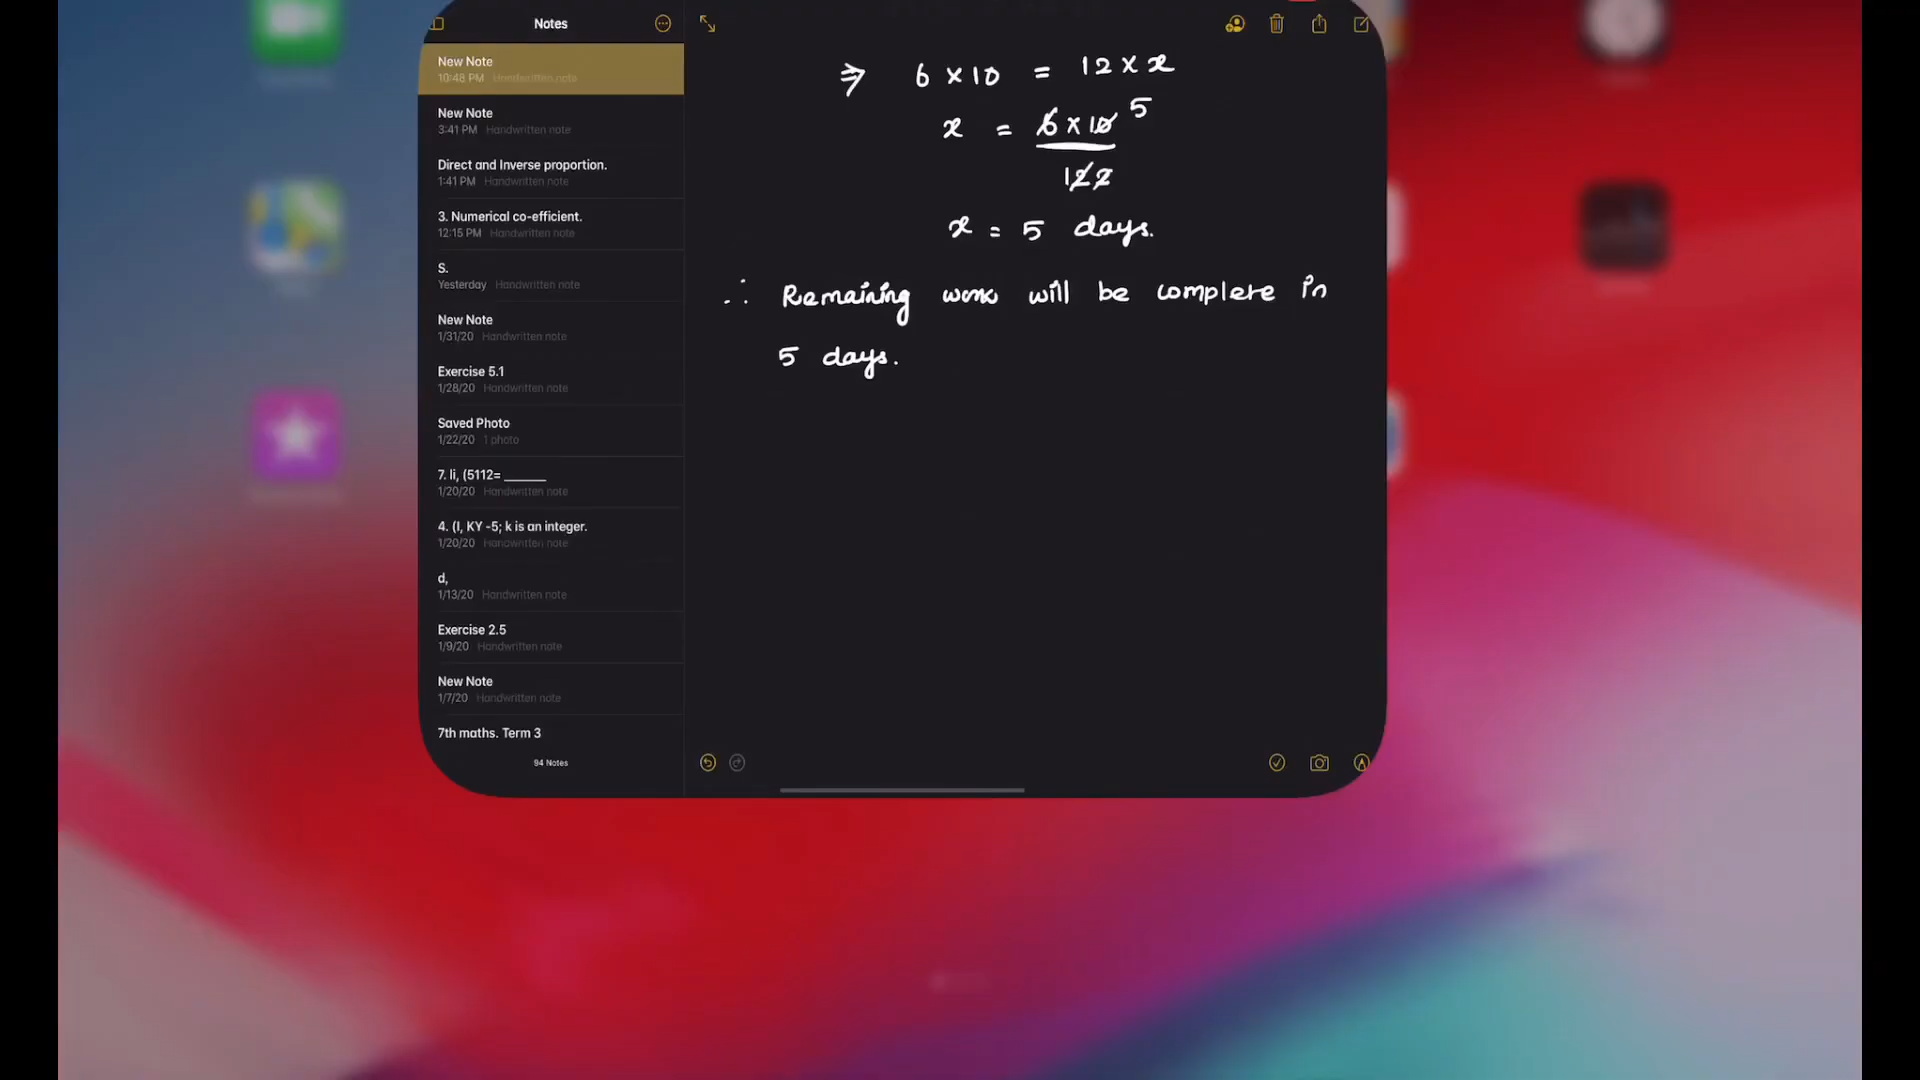 Notes
New Note
10:48 PM Handwritten note
New Note
3:41 PM Handwritten note
Direct and Inverse proportion.
1:41 PM Handwritten note
3. Numerical co-efficient.
12:15 PM Handwritten note
S.
Yesterday Handwritten note
New Note
1/31/20 Handwritten note
Exercise 5.1
1/28/20 Handwritten note
Saved Photo
1/22/20 1 photo
7. li, (5112= ______
1/20/20 Handwritten note
4. (I, KY -5; k is an integer.
1/20/20 Handwritten note
d,
1/13/20 Handwritten note
Exercise 2.5
1/9/20 Handwritten note
New Note
1/7/20 Handwritten note
7th maths. Term 3
94 Notes
⇒ 6 × 10 = 12 × x
x = 6 × 10 5
12 2
x = 5 days.
∴ Remaining work will be complete in
5 days.